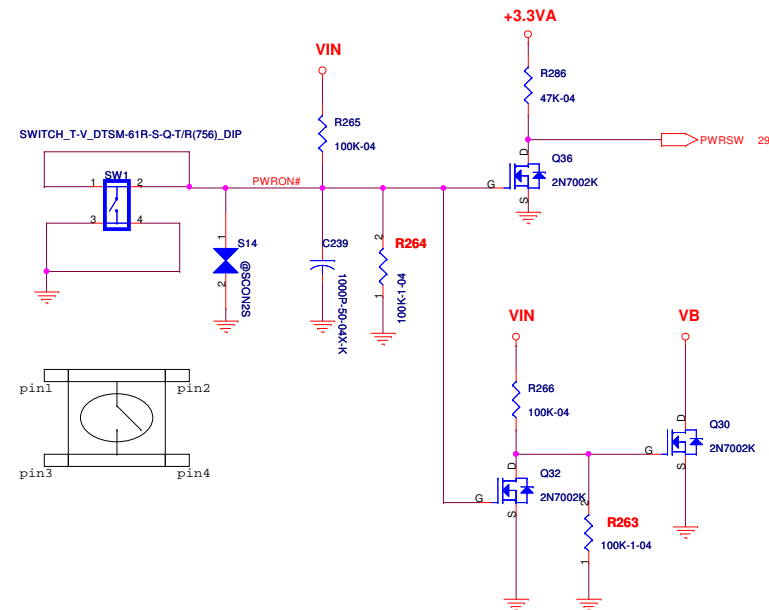 +3.3VA
VIN
R286
47K-04
R265
100K-04
SWITCH_T-V_DTSM-61R-S-Q-T/R(756)_DIP
PWRSW 29
D
Q36
G
2N7002K
S
SW1
1 2
PWRON#
3 4
1
S14
2
@SCON2S
C239
1000P-50-04X-K
2
R264
1
100K-1-04
VIN
VB
R266
100K-04
D
Q30
G
2N7002K
S
D
Q32
G
2N7002K
S
2
R263
100K-1-04
1
pin1 pin2
pin3 pin4